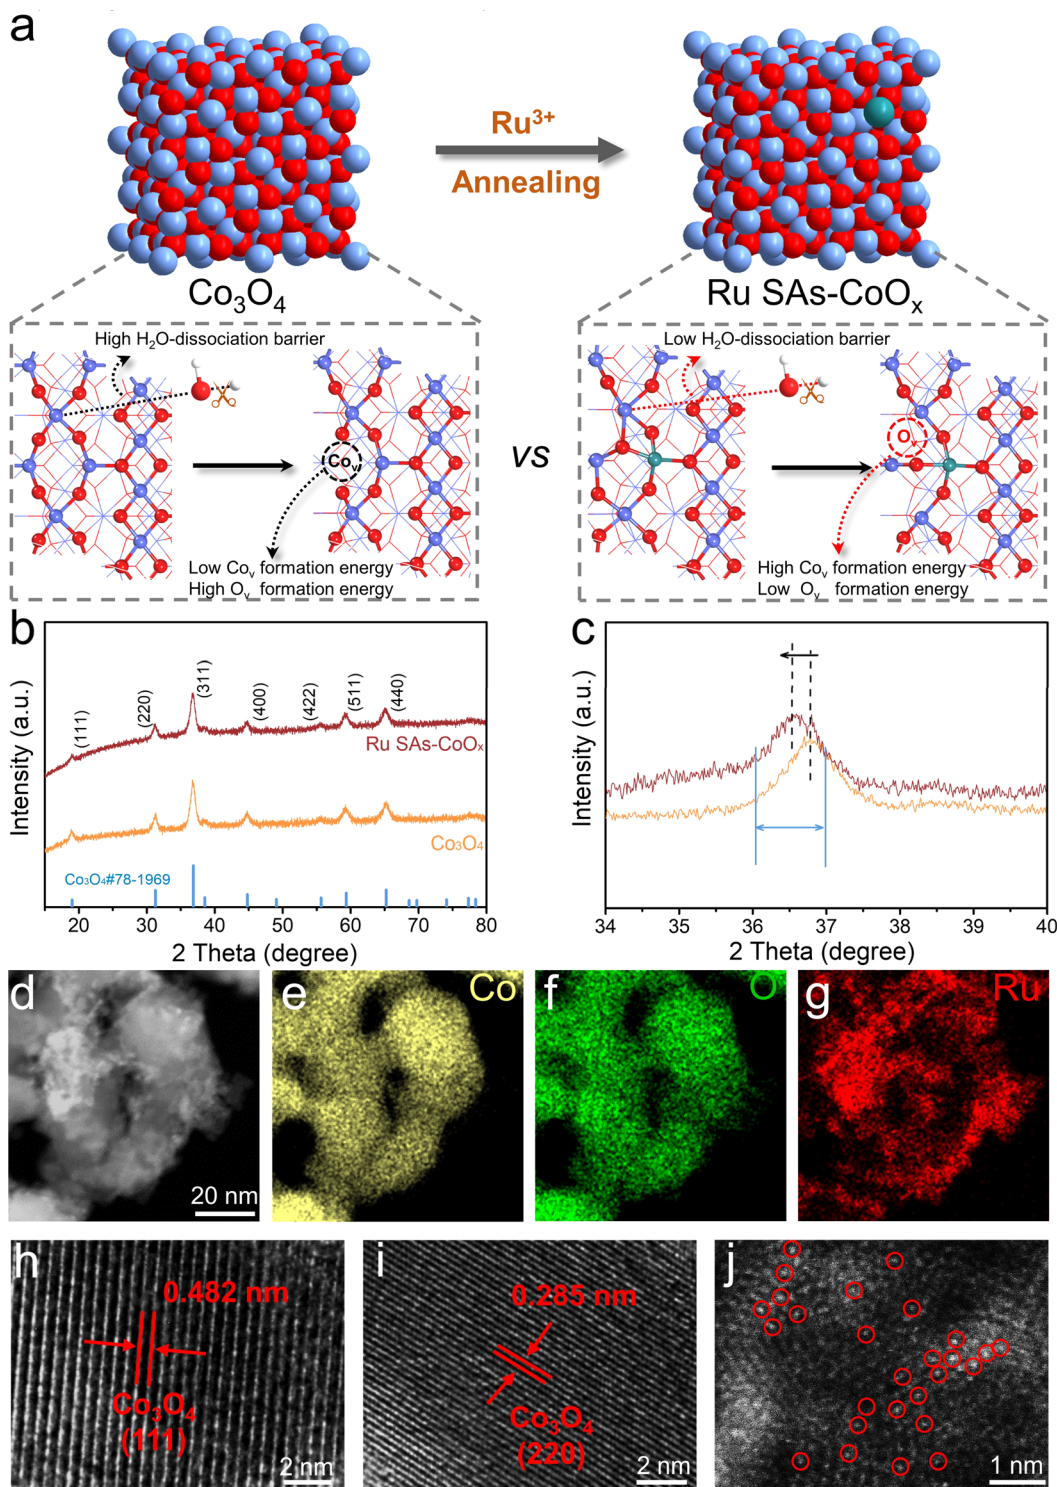 a
Ru³⁺
Annealing
Co₃O₄
Ru SAs-CoOₓ
High H₂O-dissociation barrier
Coᵥ
Low Coᵥ formation energy
High Oᵥ formation energy
vs
Low H₂O-dissociation barrier
Oᵥ
High Coᵥ formation energy
Low Oᵥ formation energy
b
Intensity (a.u.)
(111)
(220)
(311)
(400)
(422)
(511)
(440)
Ru SAs-CoOₓ
Co₃O₄
Co₃O₄#78-1969
20 30 40 50 60 70 80
2 Theta (degree)
c
Intensity (a.u.)
34 35 36 37 38 39 40
2 Theta (degree)
d
20 nm
e
Co
f
O
g
Ru
h
0.482 nm
Co₃O₄
(111)
2 nm
i
0.285 nm
Co₃O₄
(220)
2 nm
j
1 nm